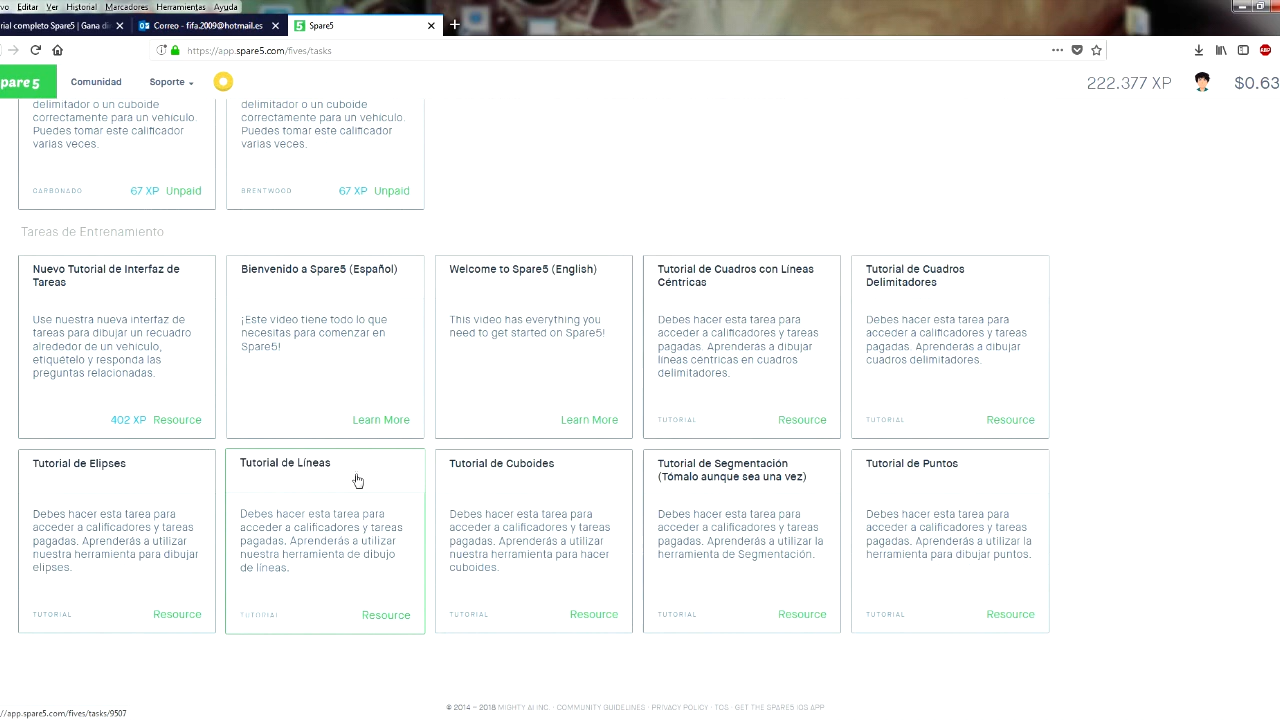 vo Editar Ver Historial Marcadores Herramientas Ayuda
rial completo Spare5 | Gana di
Correo - fifa.2009@hotmail.es
5 Spare5
https://app.spare5.com/fives/tasks
ABP
pare5
Comunidad
Soporte
222.377 XP
$0.63
delimitador o un cuboide
correctamente para un vehiculo.
Puedes tomar este calificador
varias veces.
CARBONADO 67 XP Unpaid
delimitador o un cuboide
correctamente para un vehiculo.
Puedes tomar este calificador
varias veces.
BRENTWOOD 67 XP Unpaid
Tareas de Entrenamiento
Nuevo Tutorial de Interfaz de
Tareas
Use nuestra nueva interfaz de
tareas para dibujar un recuadro
alrededor de un vehiculo,
etiquetelo y responda las
preguntas relacionadas.
402 XP Resource
Bienvenido a Spare5 (Español)
¡Este video tiene todo lo que
necesitas para comenzar en
Spare5!
Learn More
Welcome to Spare5 (English)
This video has everything you
need to get started on Spare5!
Learn More
Tutorial de Cuadros con Líneas
Céntricas
Debes hacer esta tarea para
acceder a calificadores y tareas
pagadas. Aprenderás a dibujar
líneas céntricas en cuadros
delimitadores.
TUTORIAL Resource
Tutorial de Cuadros
Delimitadores
Debes hacer esta tarea para
acceder a calificadores y tareas
pagadas. Aprenderás a dibujar
cuadros delimitadores.
TUTORIAL Resource
Tutorial de Elipses
Debes hacer esta tarea para
acceder a calificadores y tareas
pagadas. Aprenderás a utilizar
nuestra herramienta para dibujar
elipses.
TUTORIAL Resource
Tutorial de Líneas
Debes hacer esta tarea para
acceder a calificadores y tareas
pagadas. Aprenderás a utilizar
nuestra herramienta de dibujo
de líneas.
TUTORIAL Resource
Tutorial de Cuboides
Debes hacer esta tarea para
acceder a calificadores y tareas
pagadas. Aprenderás a utilizar
nuestra herramienta para hacer
cuboides.
TUTORIAL Resource
Tutorial de Segmentación
(Tómalo aunque sea una vez)
Debes hacer esta tarea para
acceder a calificadores y tareas
pagadas. Aprenderás a utilizar la
herramienta de Segmentación.
TUTORIAL Resource
Tutorial de Puntos
Debes hacer esta tarea para
acceder a calificadores y tareas
pagadas. Aprenderás a utilizar la
herramienta para dibujar puntos.
TUTORIAL Resource
© 2014 - 2018 MIGHTY AI INC. · COMMUNITY GUIDELINES · PRIVACY POLICY · TOS · GET THE SPARE5 IOS APP
//app.spare5.com/fives/tasks/9507